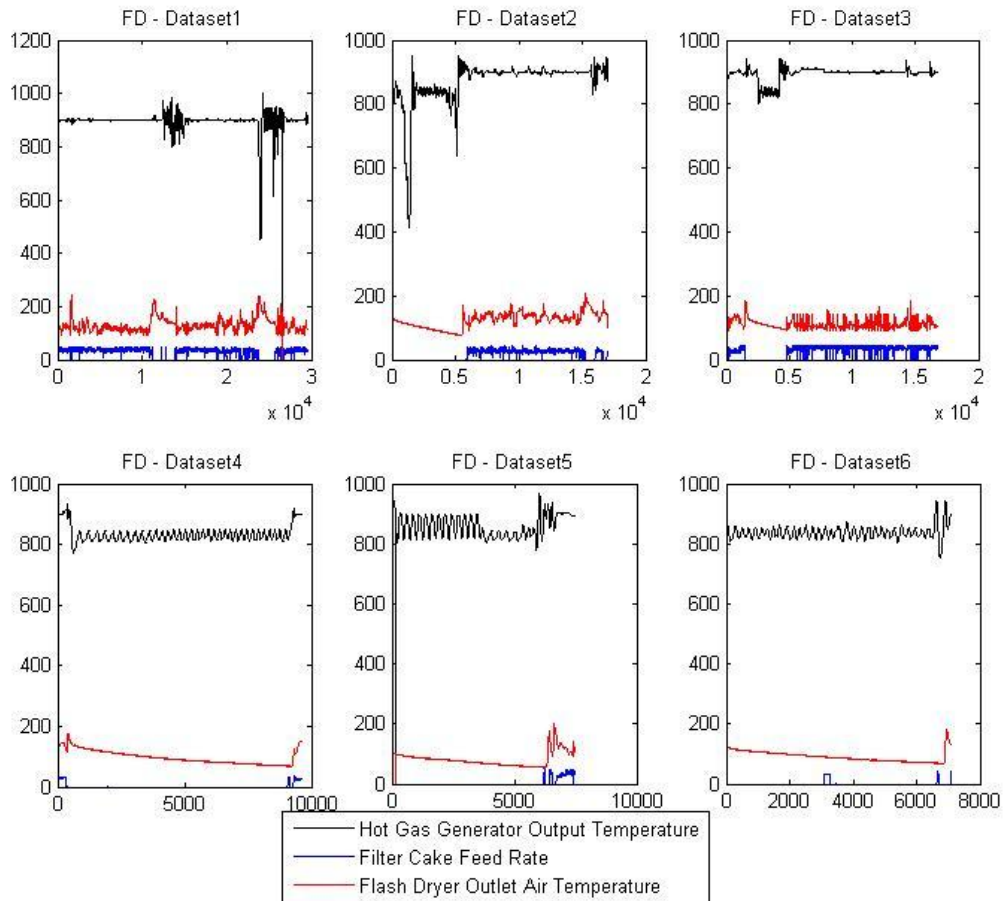 FD - Dataset1
FD - Dataset2
FD - Dataset3
1200
1000
800
600
400
200
0
0 1 2 3
x 10^4
1000
800
600
400
200
0
0 0.5 1 1.5 2
x 10^4
1000
800
600
400
200
0
0 0.5 1 1.5 2
x 10^4
FD - Dataset4
FD - Dataset5
FD - Dataset6
1000
800
600
400
200
0
0 5000 10000
1000
800
600
400
200
0
0 5000 10000
1000
800
600
400
200
0
0 2000 4000 6000 8000
Hot Gas Generator Output Temperature
Filter Cake Feed Rate
Flash Dryer Outlet Air Temperature